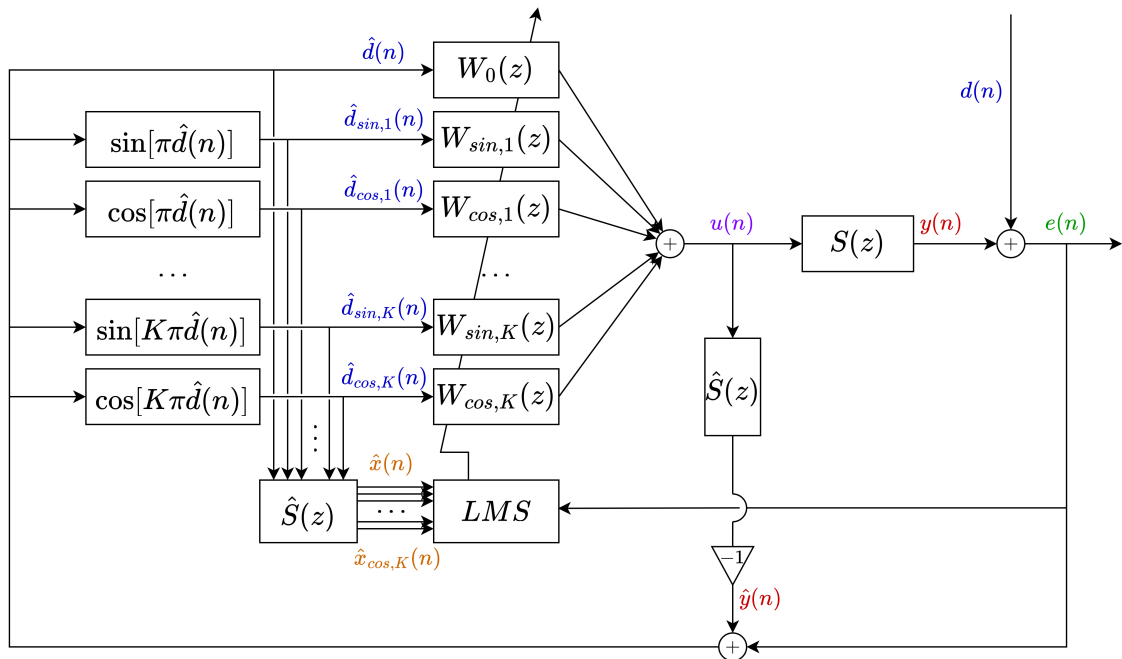 d̂(n)
W₀(z)
d(n)
sin[πd̂(n)]
d̂_{sin,1}(n)
W_{sin,1}(z)
cos[πd̂(n)]
d̂_{cos,1}(n)
W_{cos,1}(z)
+
u(n)
S(z)
y(n)
+
e(n)
...
...
sin[Kπd̂(n)]
d̂_{sin,K}(n)
W_{sin,K}(z)
cos[Kπd̂(n)]
d̂_{cos,K}(n)
W_{cos,K}(z)
Ŝ(z)
...
x̂(n)
Ŝ(z)
...
LMS
x̂_{cos,K}(n)
−1
ŷ(n)
+